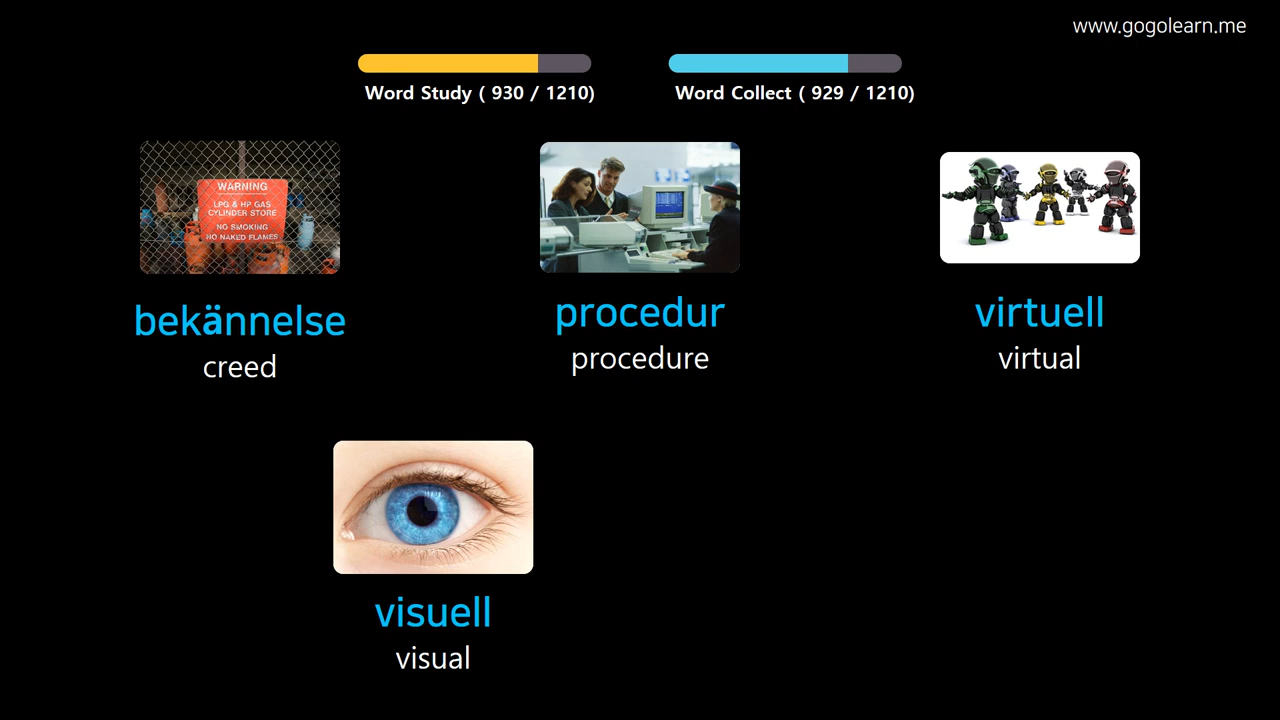 www.gogolearn.me
Word Study ( 930 / 1210)
Word Collect ( 929 / 1210)
WARNING
LPG & HP GAS
CYLINDER STORE
NO SMOKING
NO NAKED FLAMES
bekännelse
creed
procedur
procedure
virtuell
virtual
visuell
visual